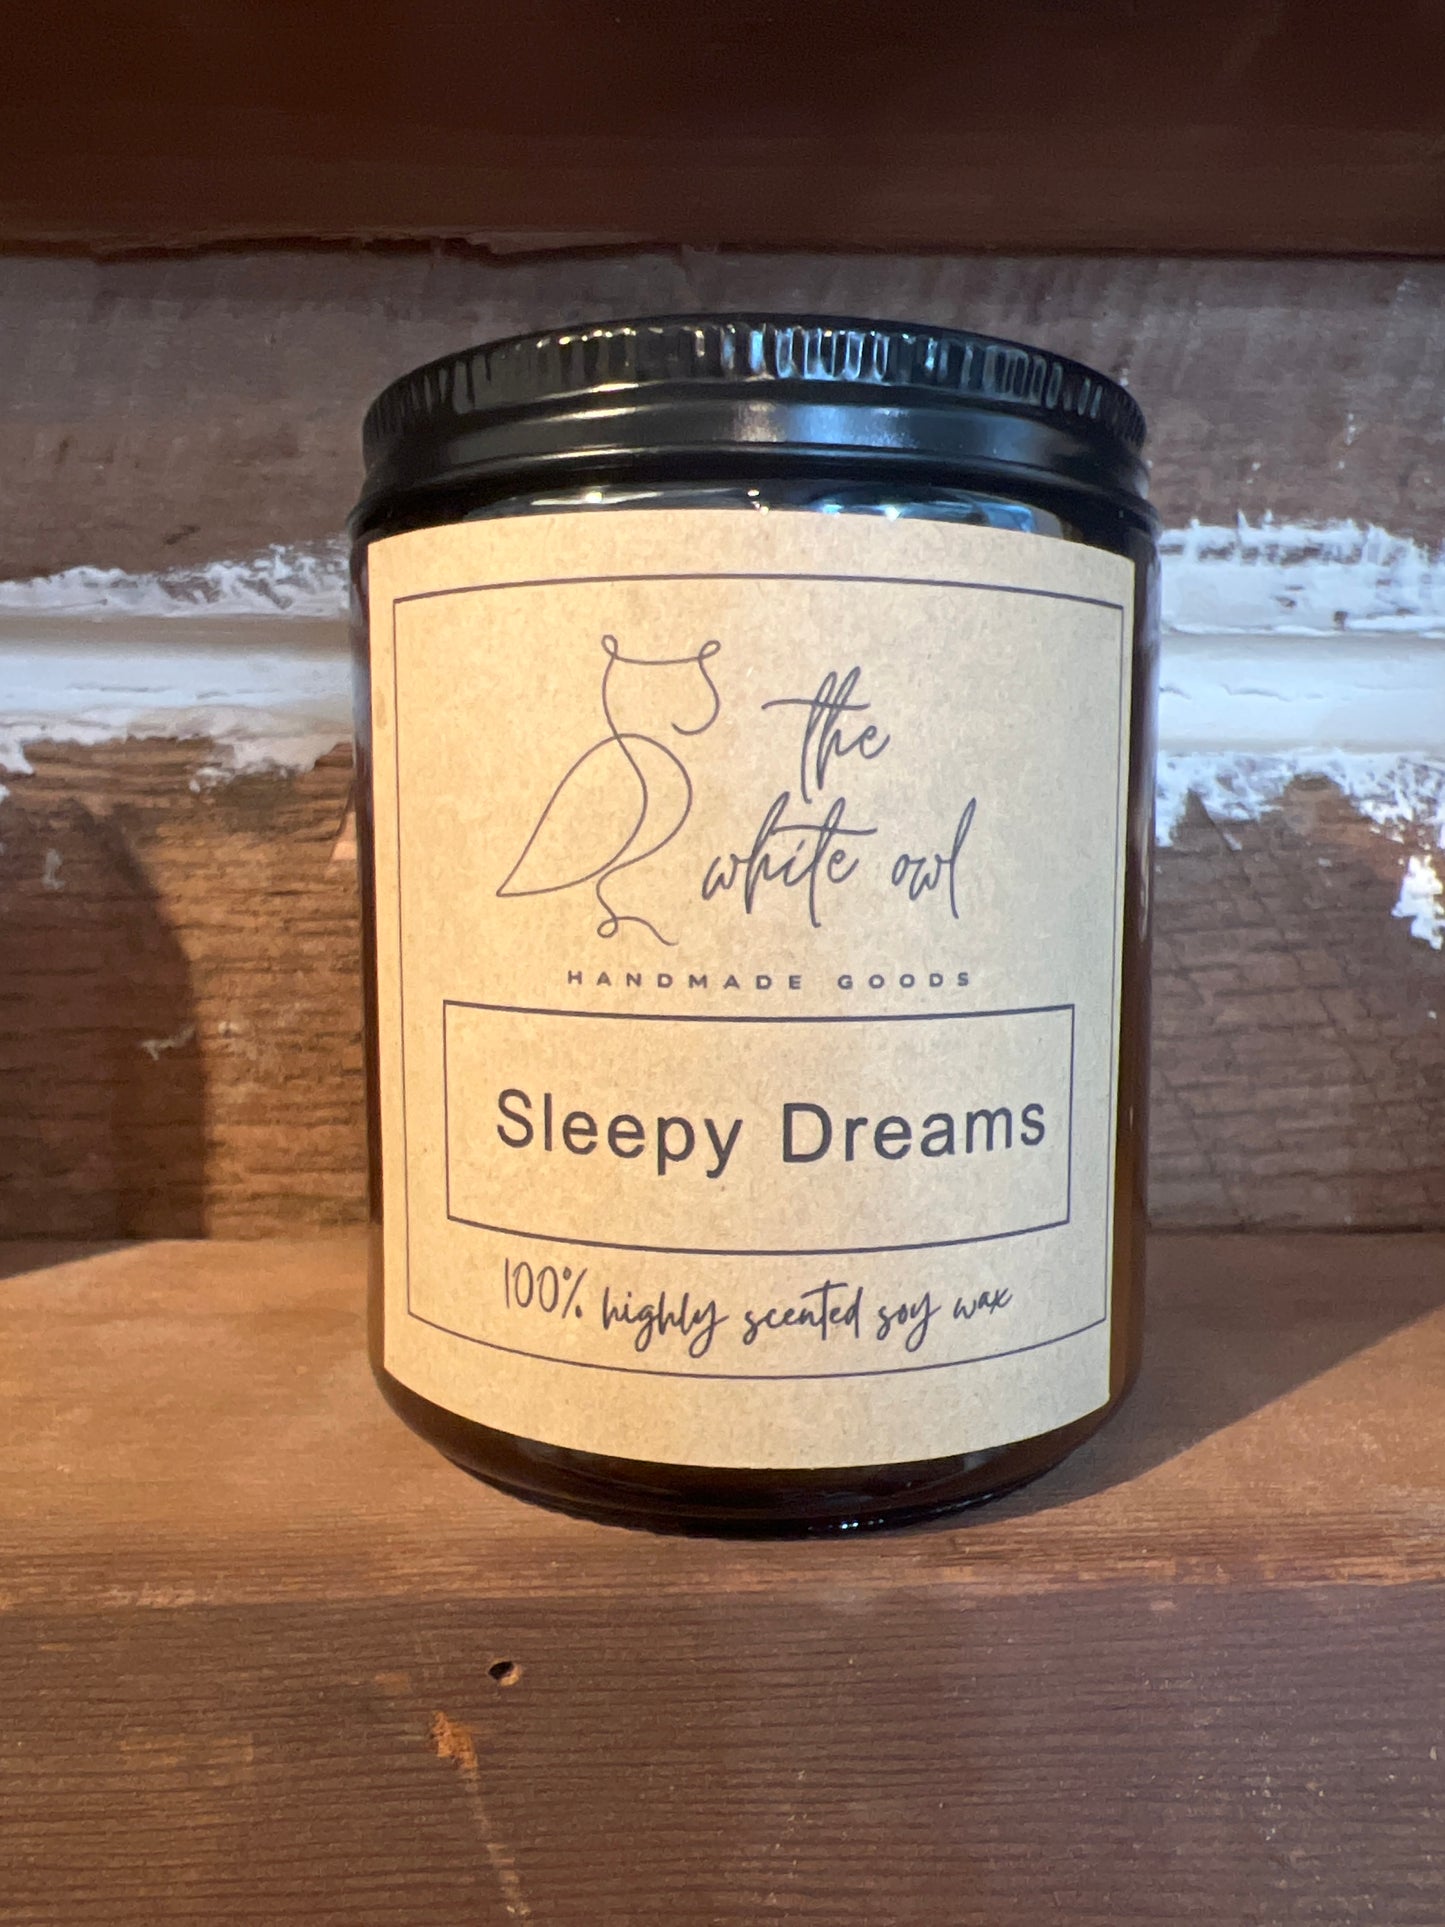 the
white owl
HANDMADE GOODS
Sleepy Dreams
100% highly scented soy wax